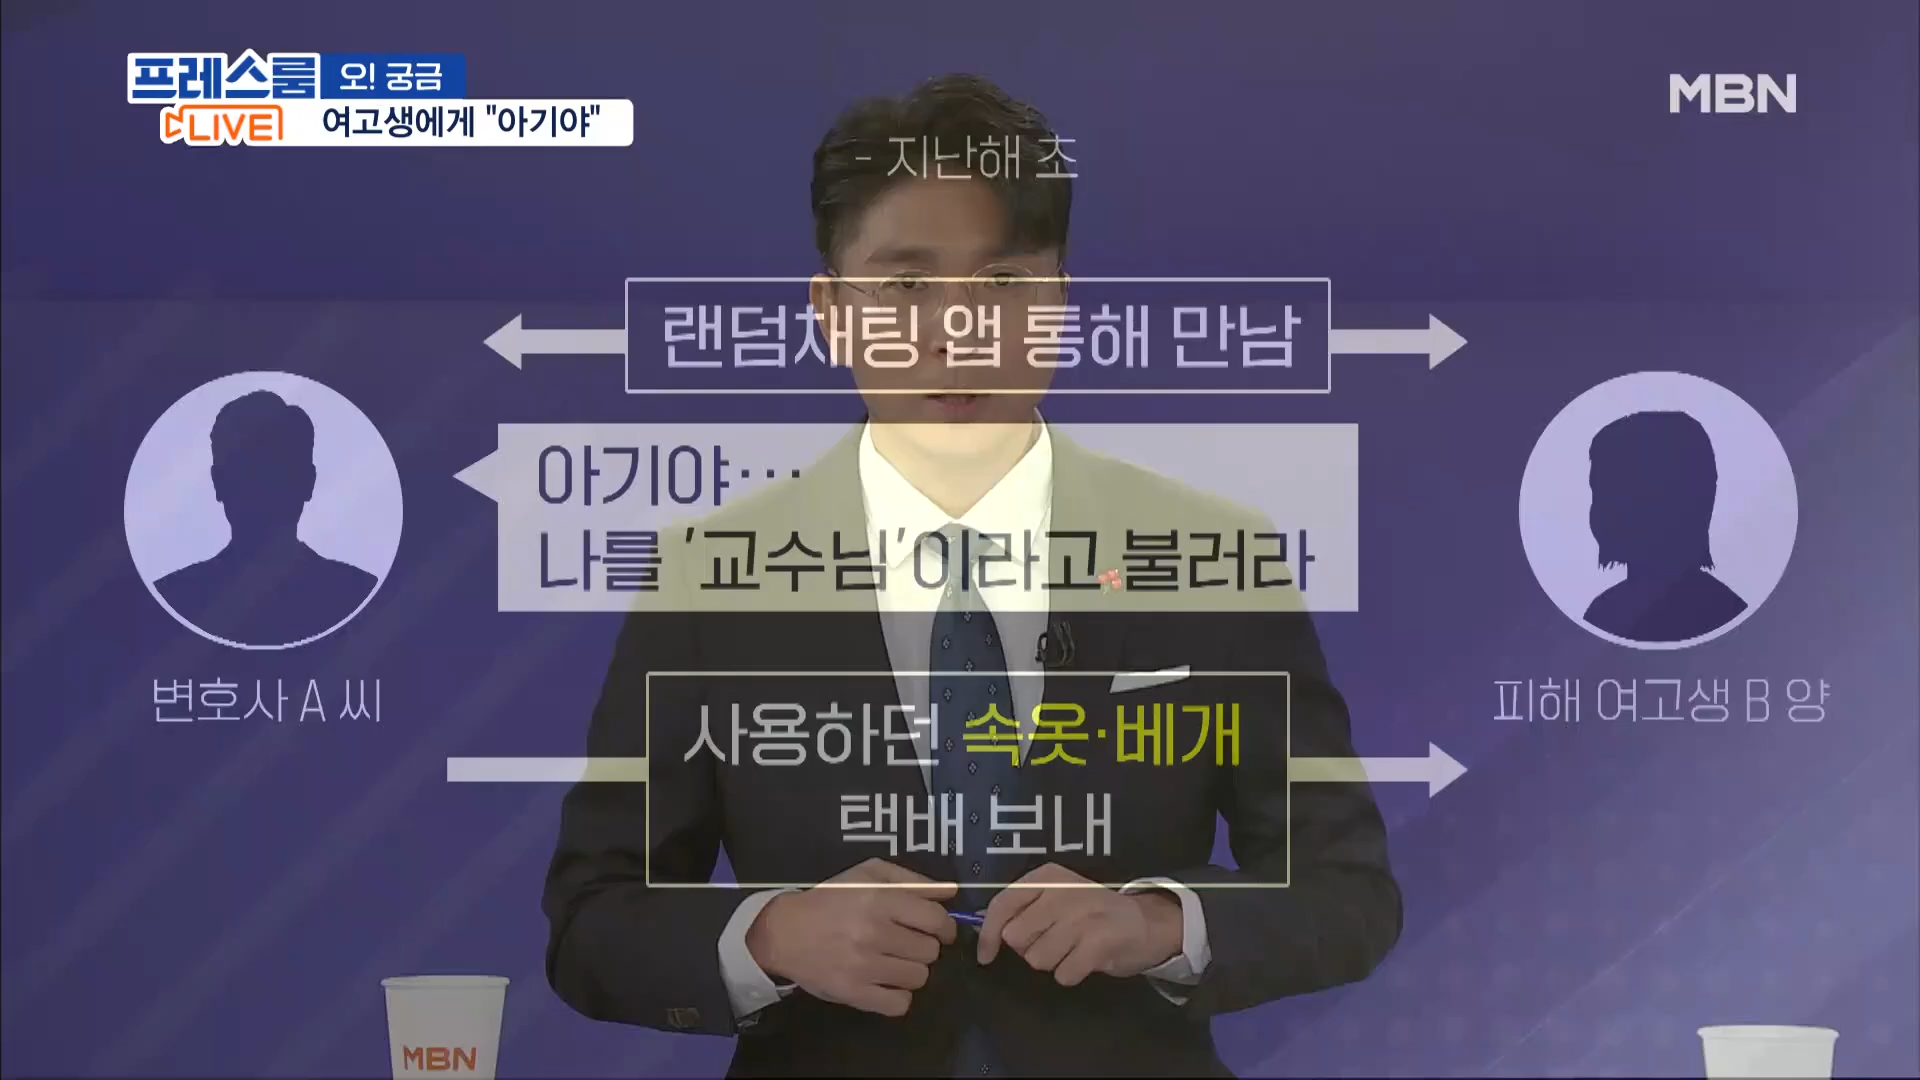 프레스룸
LIVE
오! 궁금
여고생에게 "아기야"
MBN
- 지난해 초
랜덤채팅 앱 통해 만남
아기야…
나를 '교수님'이라고 불러라
변호사 A 씨
피해 여고생 B 양
사용하던 속옷·베개
택배 보내
MBN